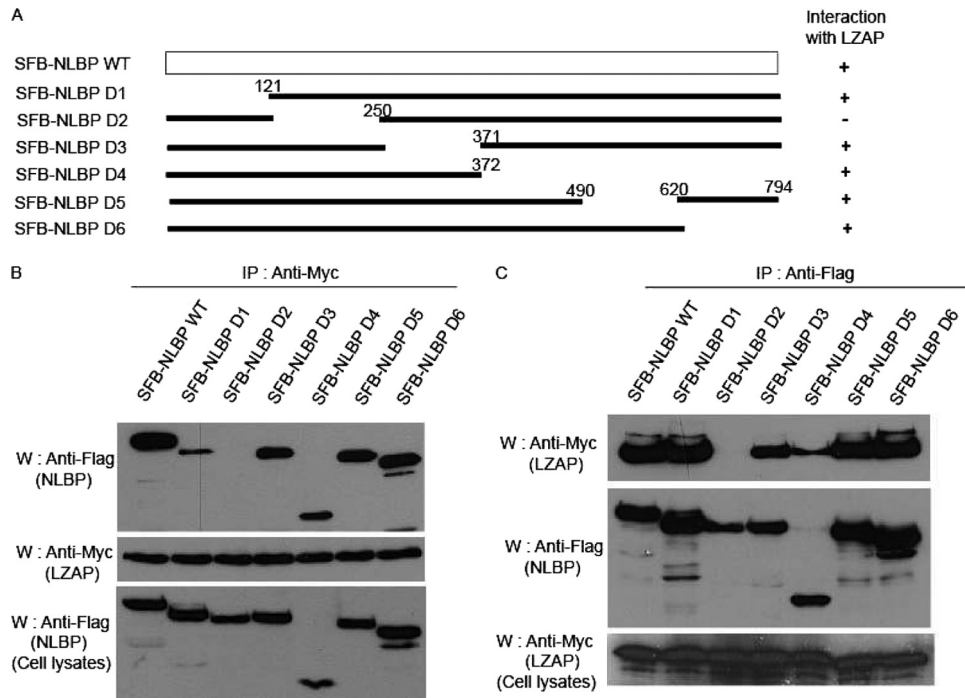 A
Interaction
with LZAP
SFB-NLBP WT +
SFB-NLBP D1 121 +
SFB-NLBP D2 250 -
SFB-NLBP D3 371 +
SFB-NLBP D4 372 +
SFB-NLBP D5 490 620 794 +
SFB-NLBP D6 +
B
IP : Anti-Myc
SFB-NLBP WT
SFB-NLBP D1
SFB-NLBP D2
SFB-NLBP D3
SFB-NLBP D4
SFB-NLBP D5
SFB-NLBP D6
W : Anti-Flag
(NLBP)
W : Anti-Myc
(LZAP)
W : Anti-Flag
(NLBP)
(Cell lysates)
C
IP : Anti-Flag
SFB-NLBP WT
SFB-NLBP D1
SFB-NLBP D2
SFB-NLBP D3
SFB-NLBP D4
SFB-NLBP D5
SFB-NLBP D6
W : Anti-Myc
(LZAP)
W : Anti-Flag
(NLBP)
W : Anti-Myc
(LZAP)
(Cell lysates)